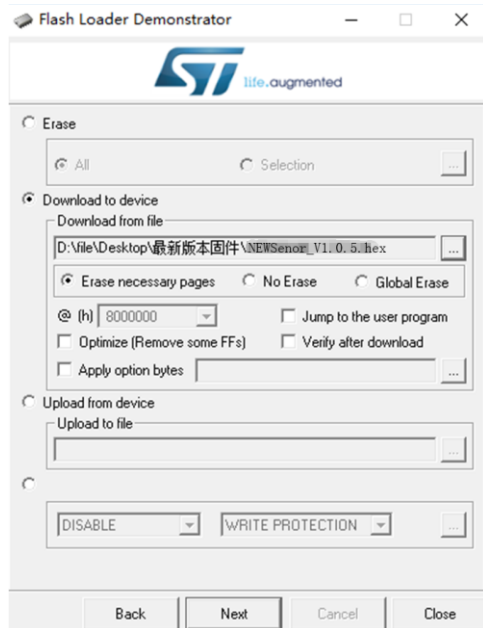 Flash Loader Demonstrator
ST life.augmented
Erase
All Selection ...
Download to device
Download from file
D:\file\Desktop\最新版本固件\NEWSenor_V1.0.5.hex ...
Erase necessary pages No Erase Global Erase
@ (h) 8000000 Jump to the user program
Optimize (Remove some FFs) Verify after download
Apply option bytes ...
Upload from device
Upload to file
...
DISABLE WRITE PROTECTION ...
Back Next Cancel Close